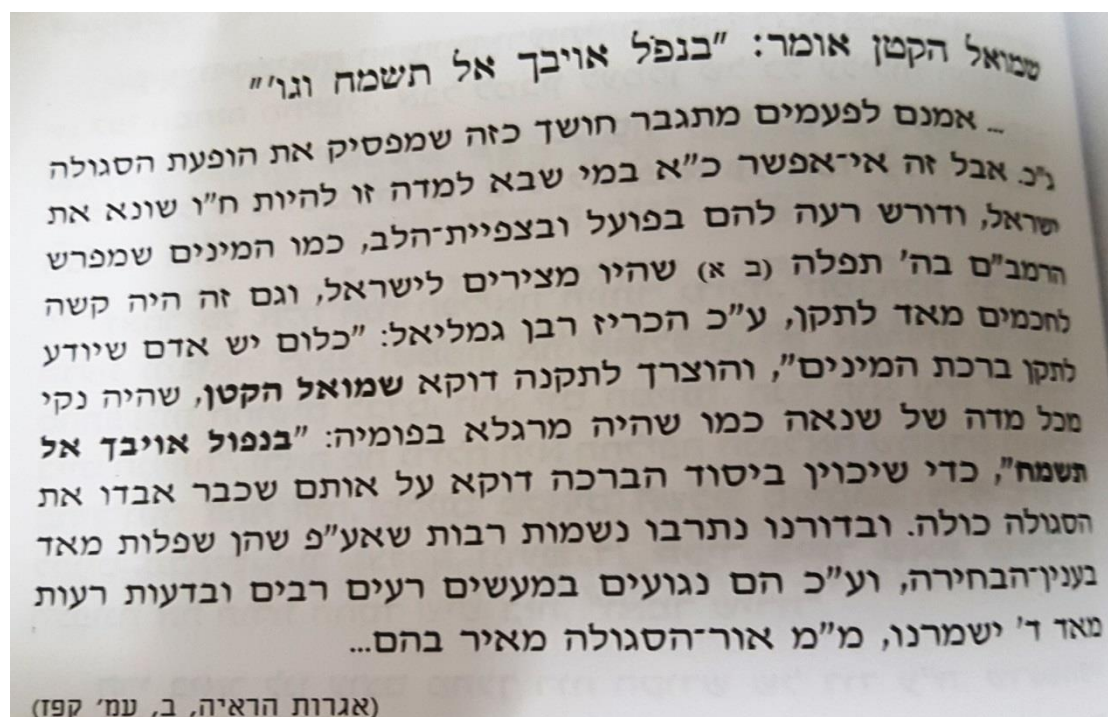 שמואל הקטן אומר: "בנפל אויבך אל תשמח וגו'"
... אמנם לפעמים מתגבר חושך כזה שמפסיק את הופעת הסגולה
ג"כ. אבל זה אי־אפשר כ"א במי שבא למדה זו להיות ח"ו שונא את
ישראל, ודורש רעה להם בפועל ובצפיית־הלב, כמו המינים שמפרש
הרמב"ם בה' תפלה (ב א) שהיו מצירים לישראל, וגם זה היה קשה
לחכמים מאד לתקן, ע"כ הכריז רבן גמליאל: "כלום יש אדם שיודע
לתקן ברכת המינים", והוצרך לתקנה דוקא שמואל הקטן, שהיה נקי
מכל מדה של שנאה כמו שהיה מרגלא בפומיה: "בנפול אויבך אל
תשמח", כדי שיכוין ביסוד הברכה דוקא על אותם שכבר אבדו את
הסגולה כולה. ובדורנו נתרבו נשמות רבות שאע"פ שהן שפלות מאד
בענין־הבחירה, וע"כ הם נגועים במעשים רעים רבים ובדעות רעות
מאד ד' ישמרנו, מ"מ אור־הסגולה מאיר בהם...
(אגרות הראיה, ב, עמ' קפז)